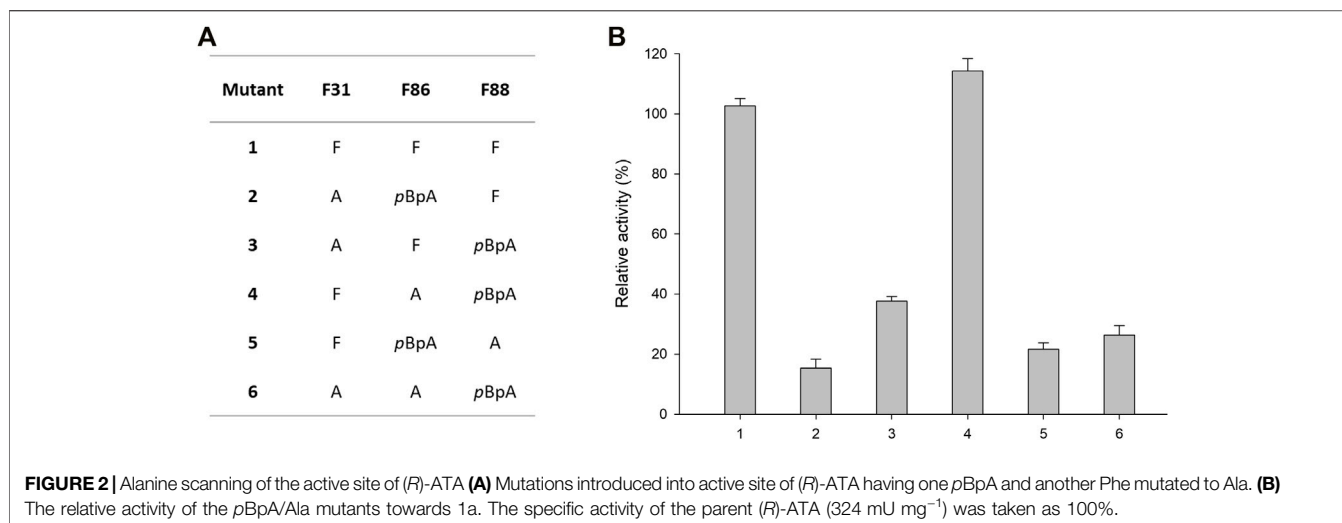 A
Mutant F31 F86 F88
1 F F F
2 A pBpA F
3 A F pBpA
4 F A pBpA
5 F pBpA A
6 A A pBpA
B
Relative activity (%)
120
100
80
60
40
20
0
1 2 3 4 5 6
FIGURE 2 | Alanine scanning of the active site of (R)-ATA (A) Mutations introduced into active site of (R)-ATA having one pBpA and another Phe mutated to Ala. (B)
The relative activity of the pBpA/Ala mutants towards 1a. The specific activity of the parent (R)-ATA (324 mU mg⁻¹) was taken as 100%.